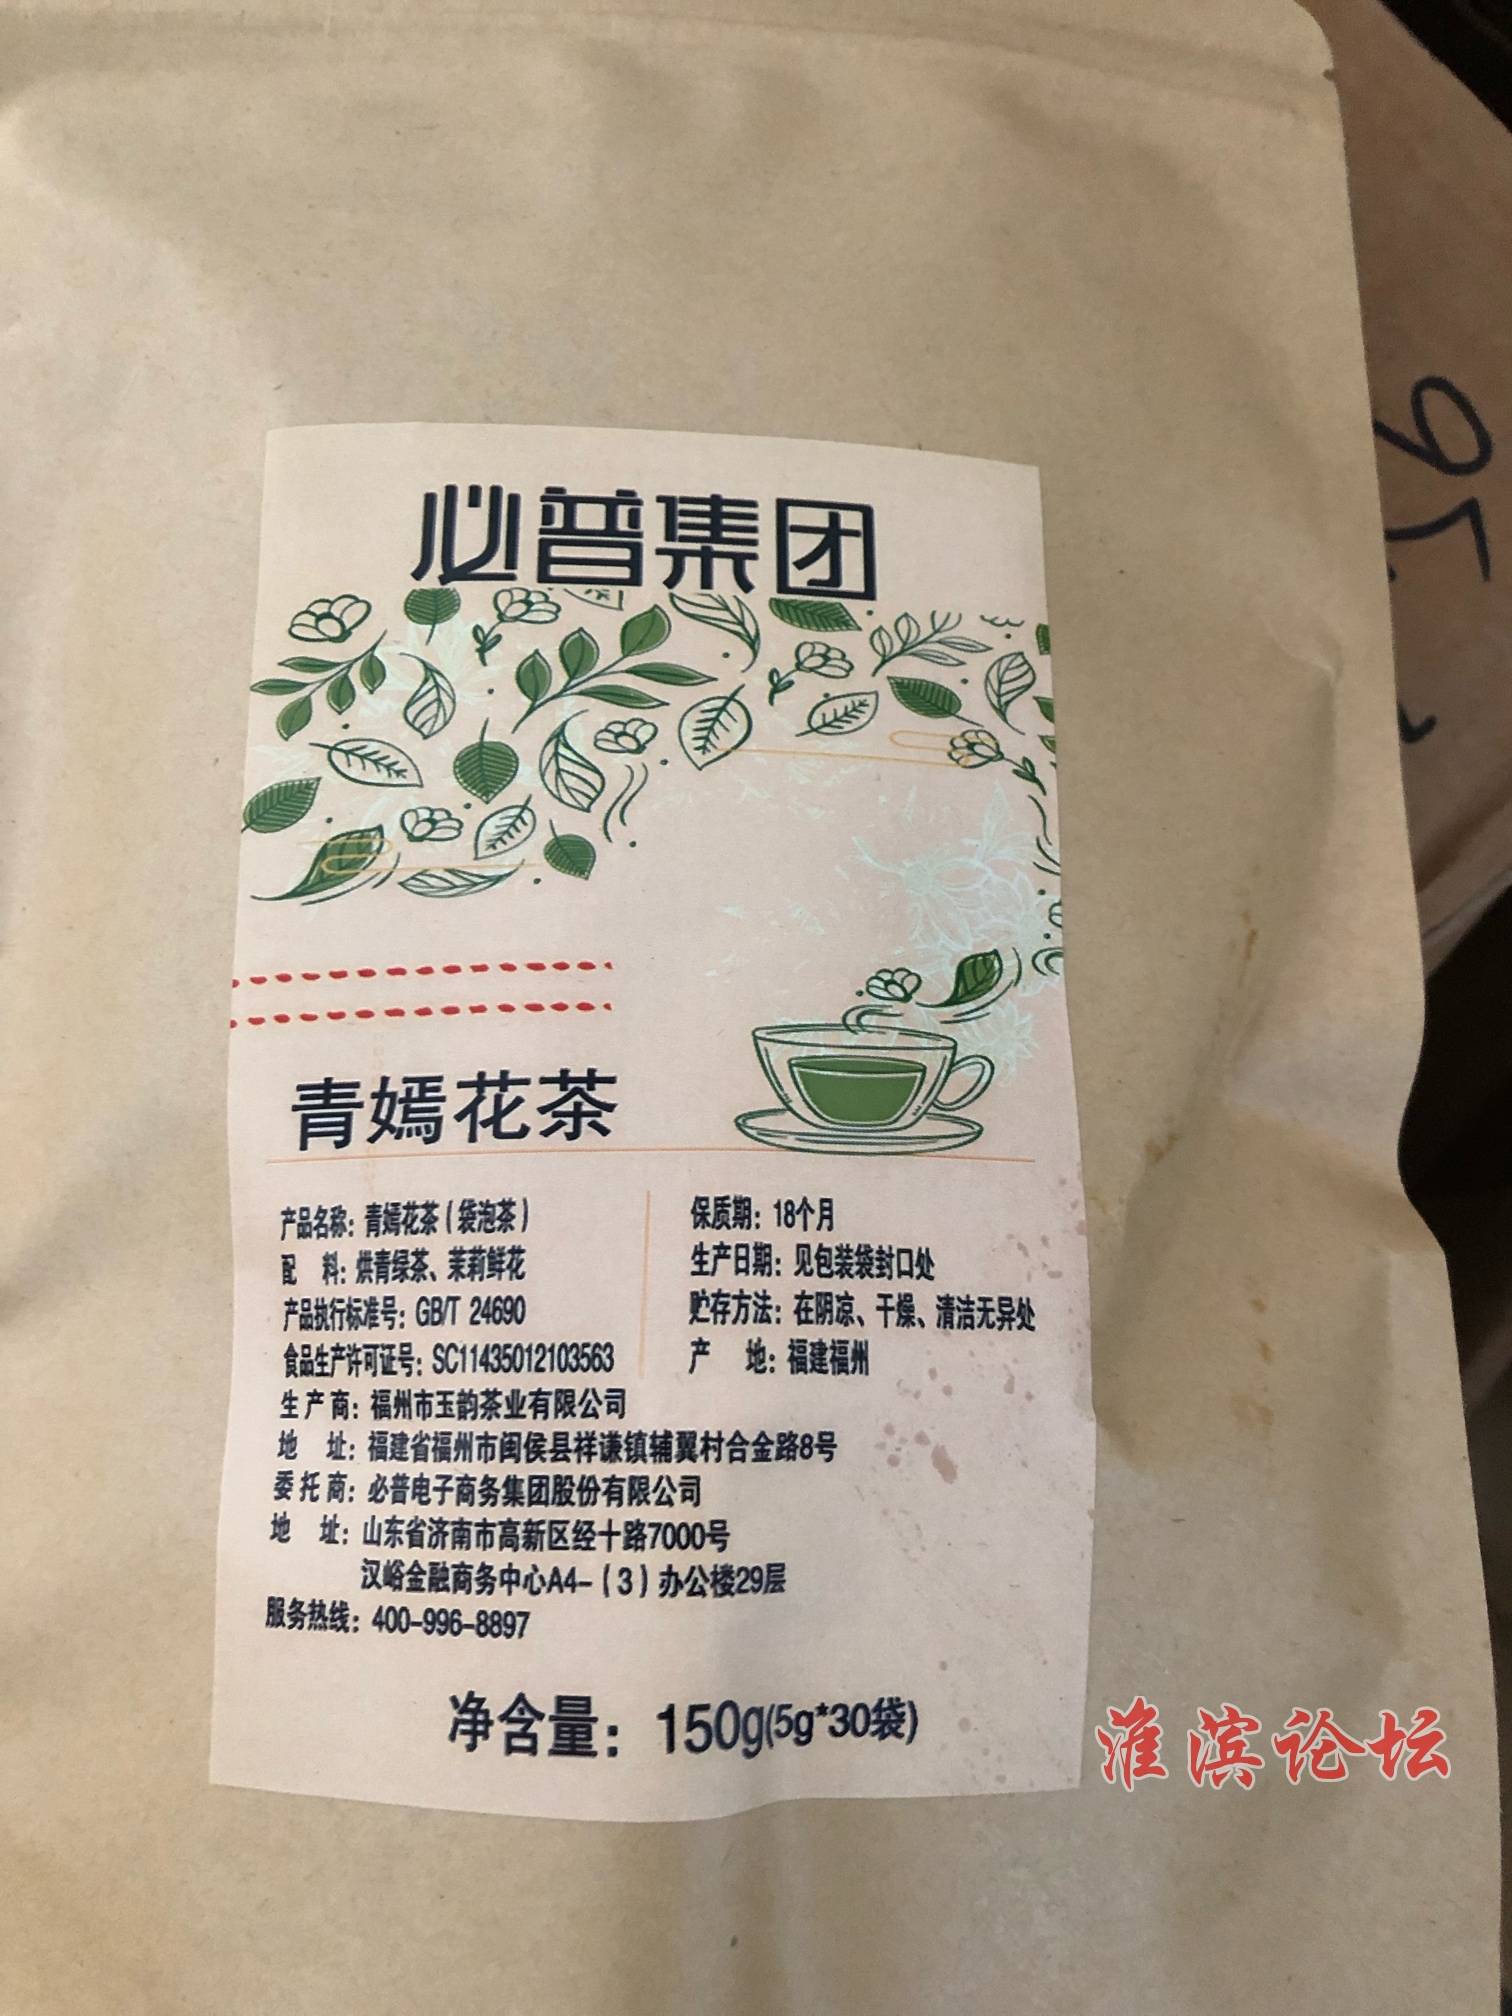 必普集团
青嫣花茶
产品名称：青嫣花茶（袋泡茶）
配 料：烘青绿茶、茉莉鲜花
产品执行标准号：GB/T 24690
食品生产许可证号：SC11435012103563
保质期：18个月
生产日期：见包装袋封口处
贮存方法：在阴凉、干燥、清洁无异处
产 地：福建福州
生产商：福州市玉韵茶业有限公司
地 址：福建省福州市闽侯县祥谦镇辅翼村合金路8号
委托商：必普电子商务集团股份有限公司
地 址：山东省济南市高新区经十路7000号
汉峪金融商务中心A4-（3）办公楼29层
服务热线：400-996-8897
净含量：150g(5g*30袋)
95
淮滨论坛